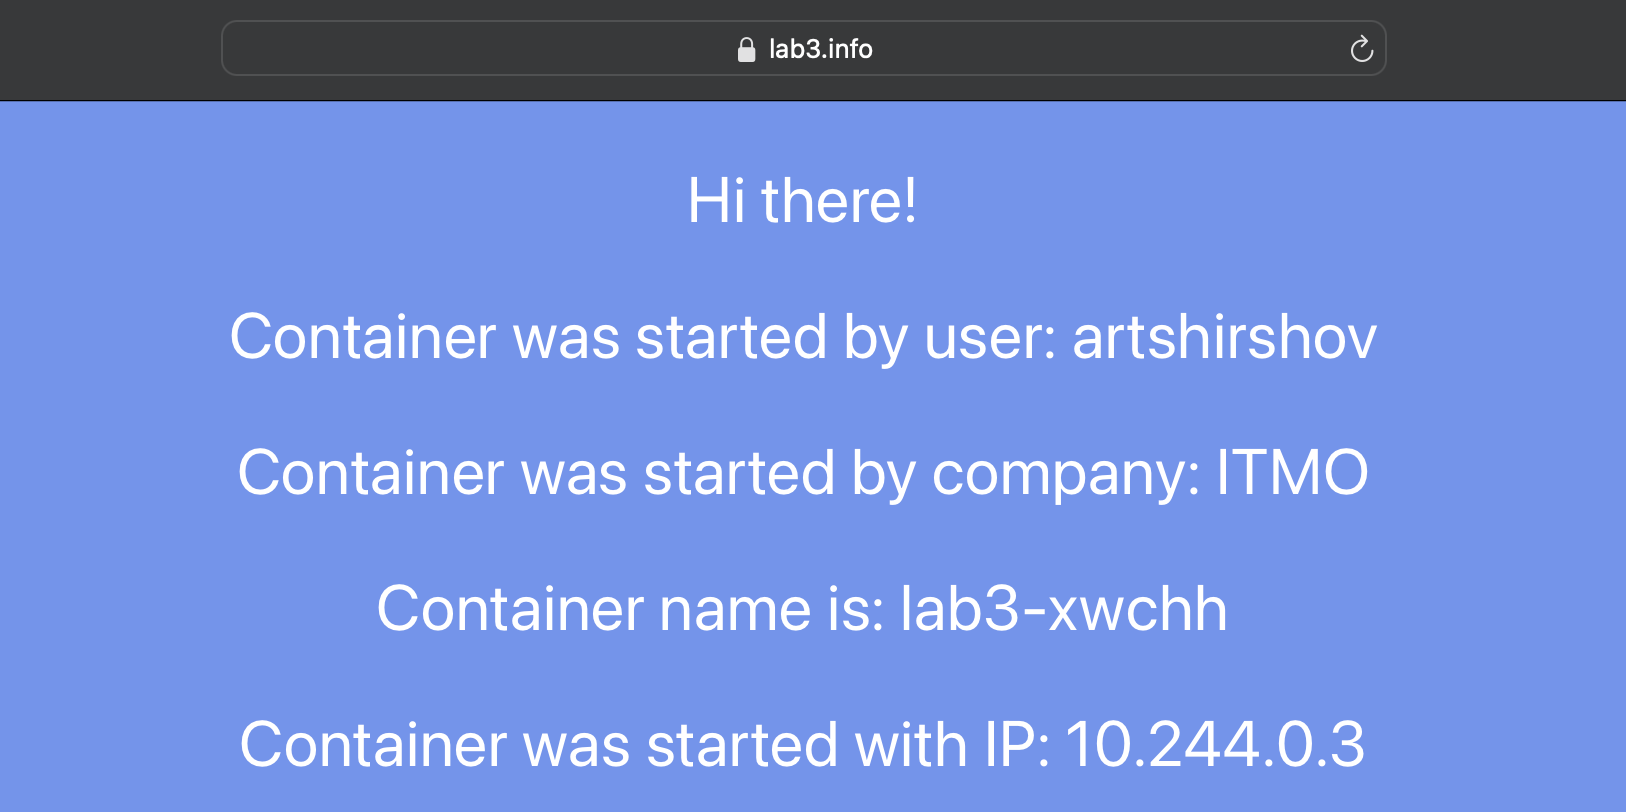 lab3.info
Hi there!
Container was started by user: artshirshov
Container was started by company: ITMO
Container name is: lab3-xwchh
Container was started with IP: 10.244.0.3